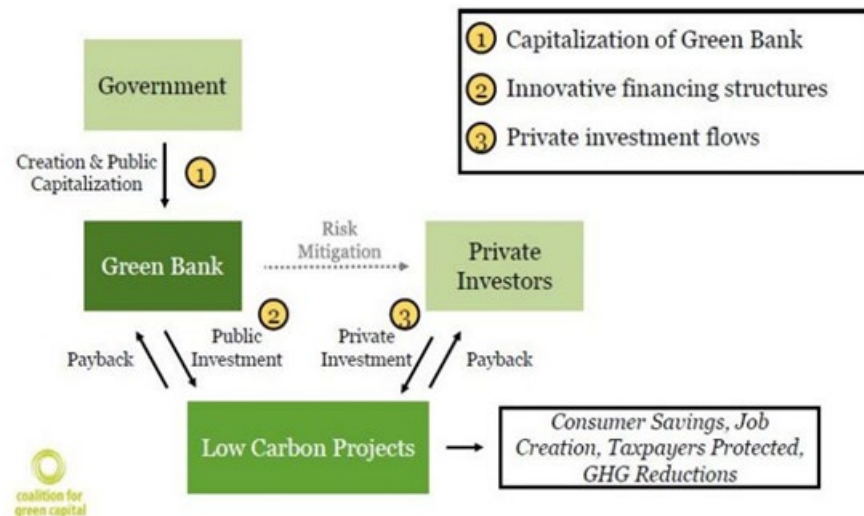 Government
1 Capitalization of Green Bank
2 Innovative financing structures
3 Private investment flows
Creation & Public
Capitalization
1
Green Bank
Risk
Mitigation
Private
Investors
2
3
Payback
Public
Investment
Private
Investment
Payback
Low Carbon Projects
Consumer Savings, Job
Creation, Taxpayers Protected,
GHG Reductions
coalition for
green capital